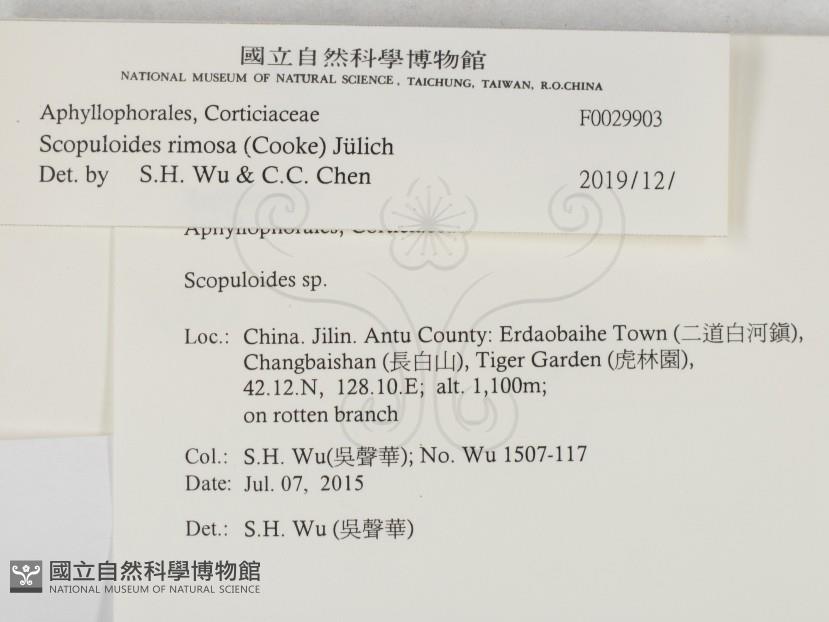 國立自然科學博物館
NATIONAL MUSEUM OF NATURAL SCIENCE, TAICHUNG, TAIWAN, R.O.CHINA
Aphyllophorales, Corticiaceae F0029903
Scopuloides rimosa (Cooke) Jülich
Det. by S.H. Wu & C.C. Chen 2019/12/
Aphyllophorales,
Scopuloides sp.
Loc.: China. Jilin. Antu County: Erdaobaihe Town (二道白河鎮),
Changbaishan (長白山), Tiger Garden (虎林園),
42.12.N, 128.10.E; alt. 1,100m;
on rotten branch
Col.: S.H. Wu(吳聲華); No. Wu 1507-117
Date: Jul. 07, 2015
Det.: S.H. Wu (吳聲華)
國立自然科學博物館
NATIONAL MUSEUM OF NATURAL SCIENCE